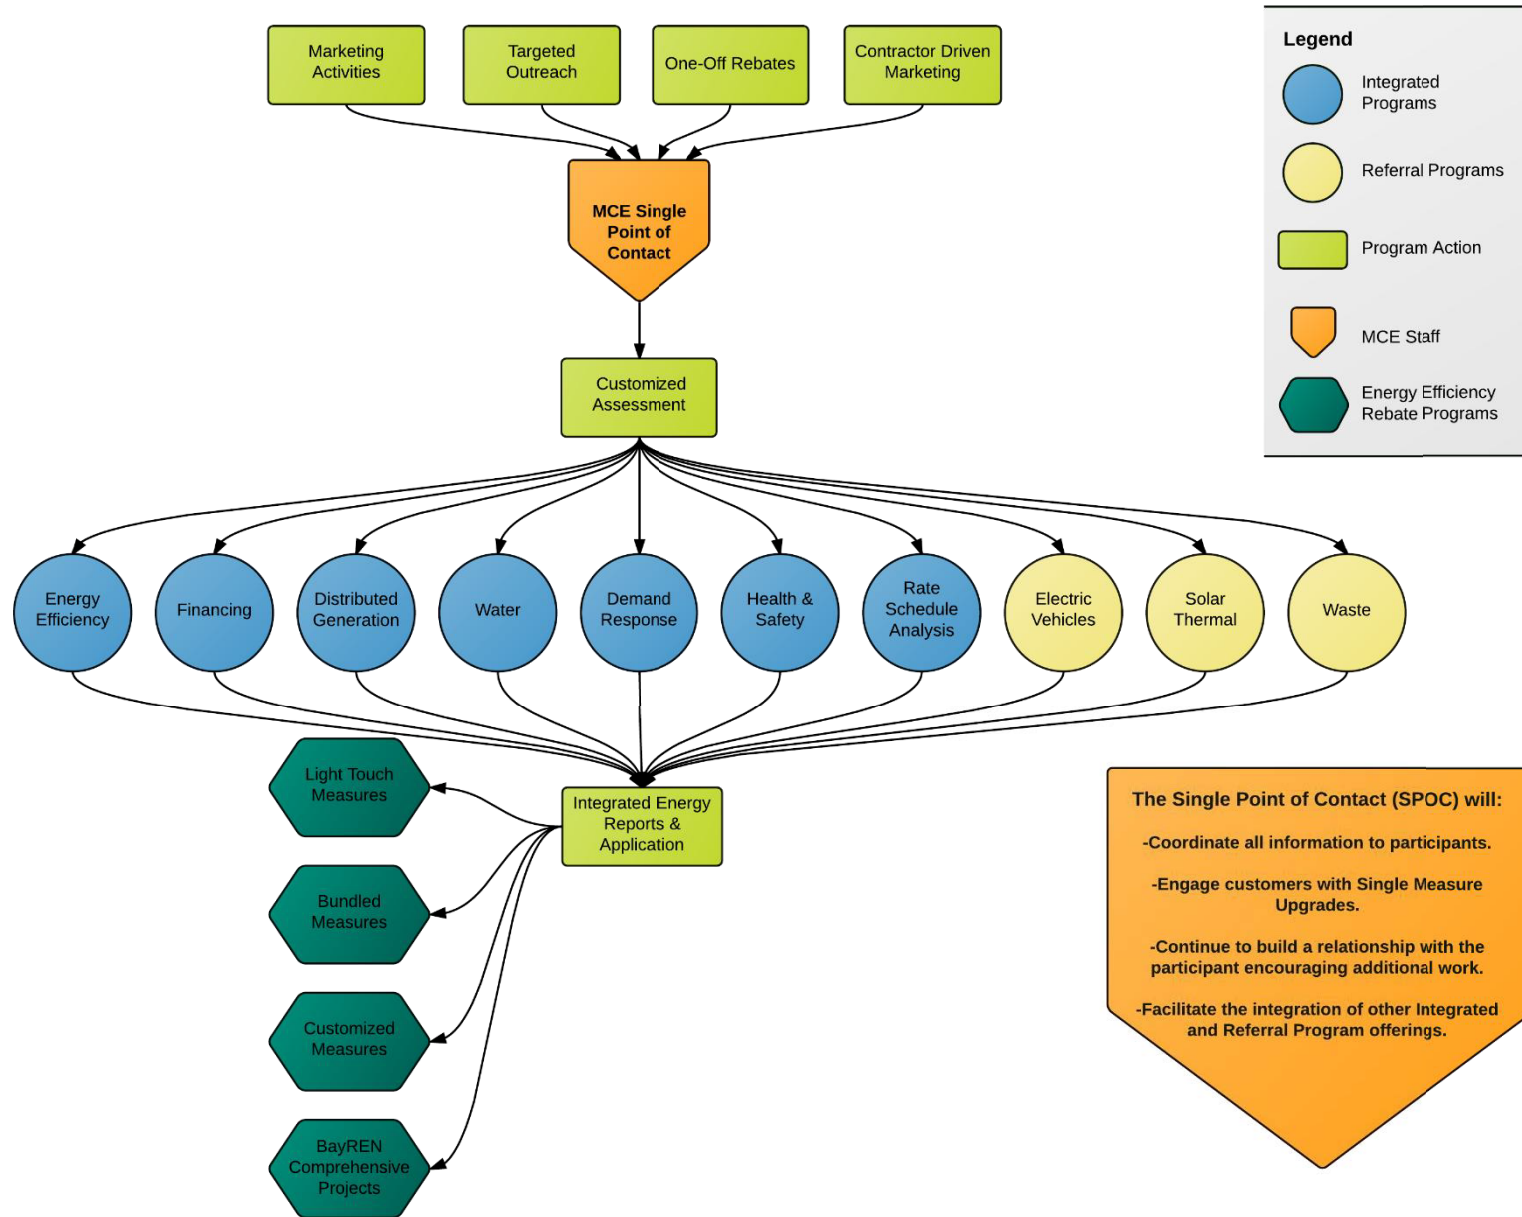 Marketing
Activities
Targeted
Outreach
One-Off Rebates
Contractor Driven
Marketing
Legend
Integrated
Programs
Referral Programs
Program Action
MCE Staff
Energy Efficiency
Rebate Programs
MCE Single
Point of
Contact
Customized
Assessment
Energy
Efficiency
Financing
Distributed
Generation
Water
Demand
Response
Health &
Safety
Rate
Schedule
Analysis
Electric
Vehicles
Solar
Thermal
Waste
Integrated Energy
Reports &
Application
Light Touch
Measures
Bundled
Measures
Customized
Measures
BayREN
Comprehensive
Projects
The Single Point of Contact (SPOC) will:
-Coordinate all information to participants.
-Engage customers with Single Measure
Upgrades.
-Continue to build a relationship with the
participant encouraging additional work.
-Facilitate the integration of other Integrated
and Referral Program offerings.